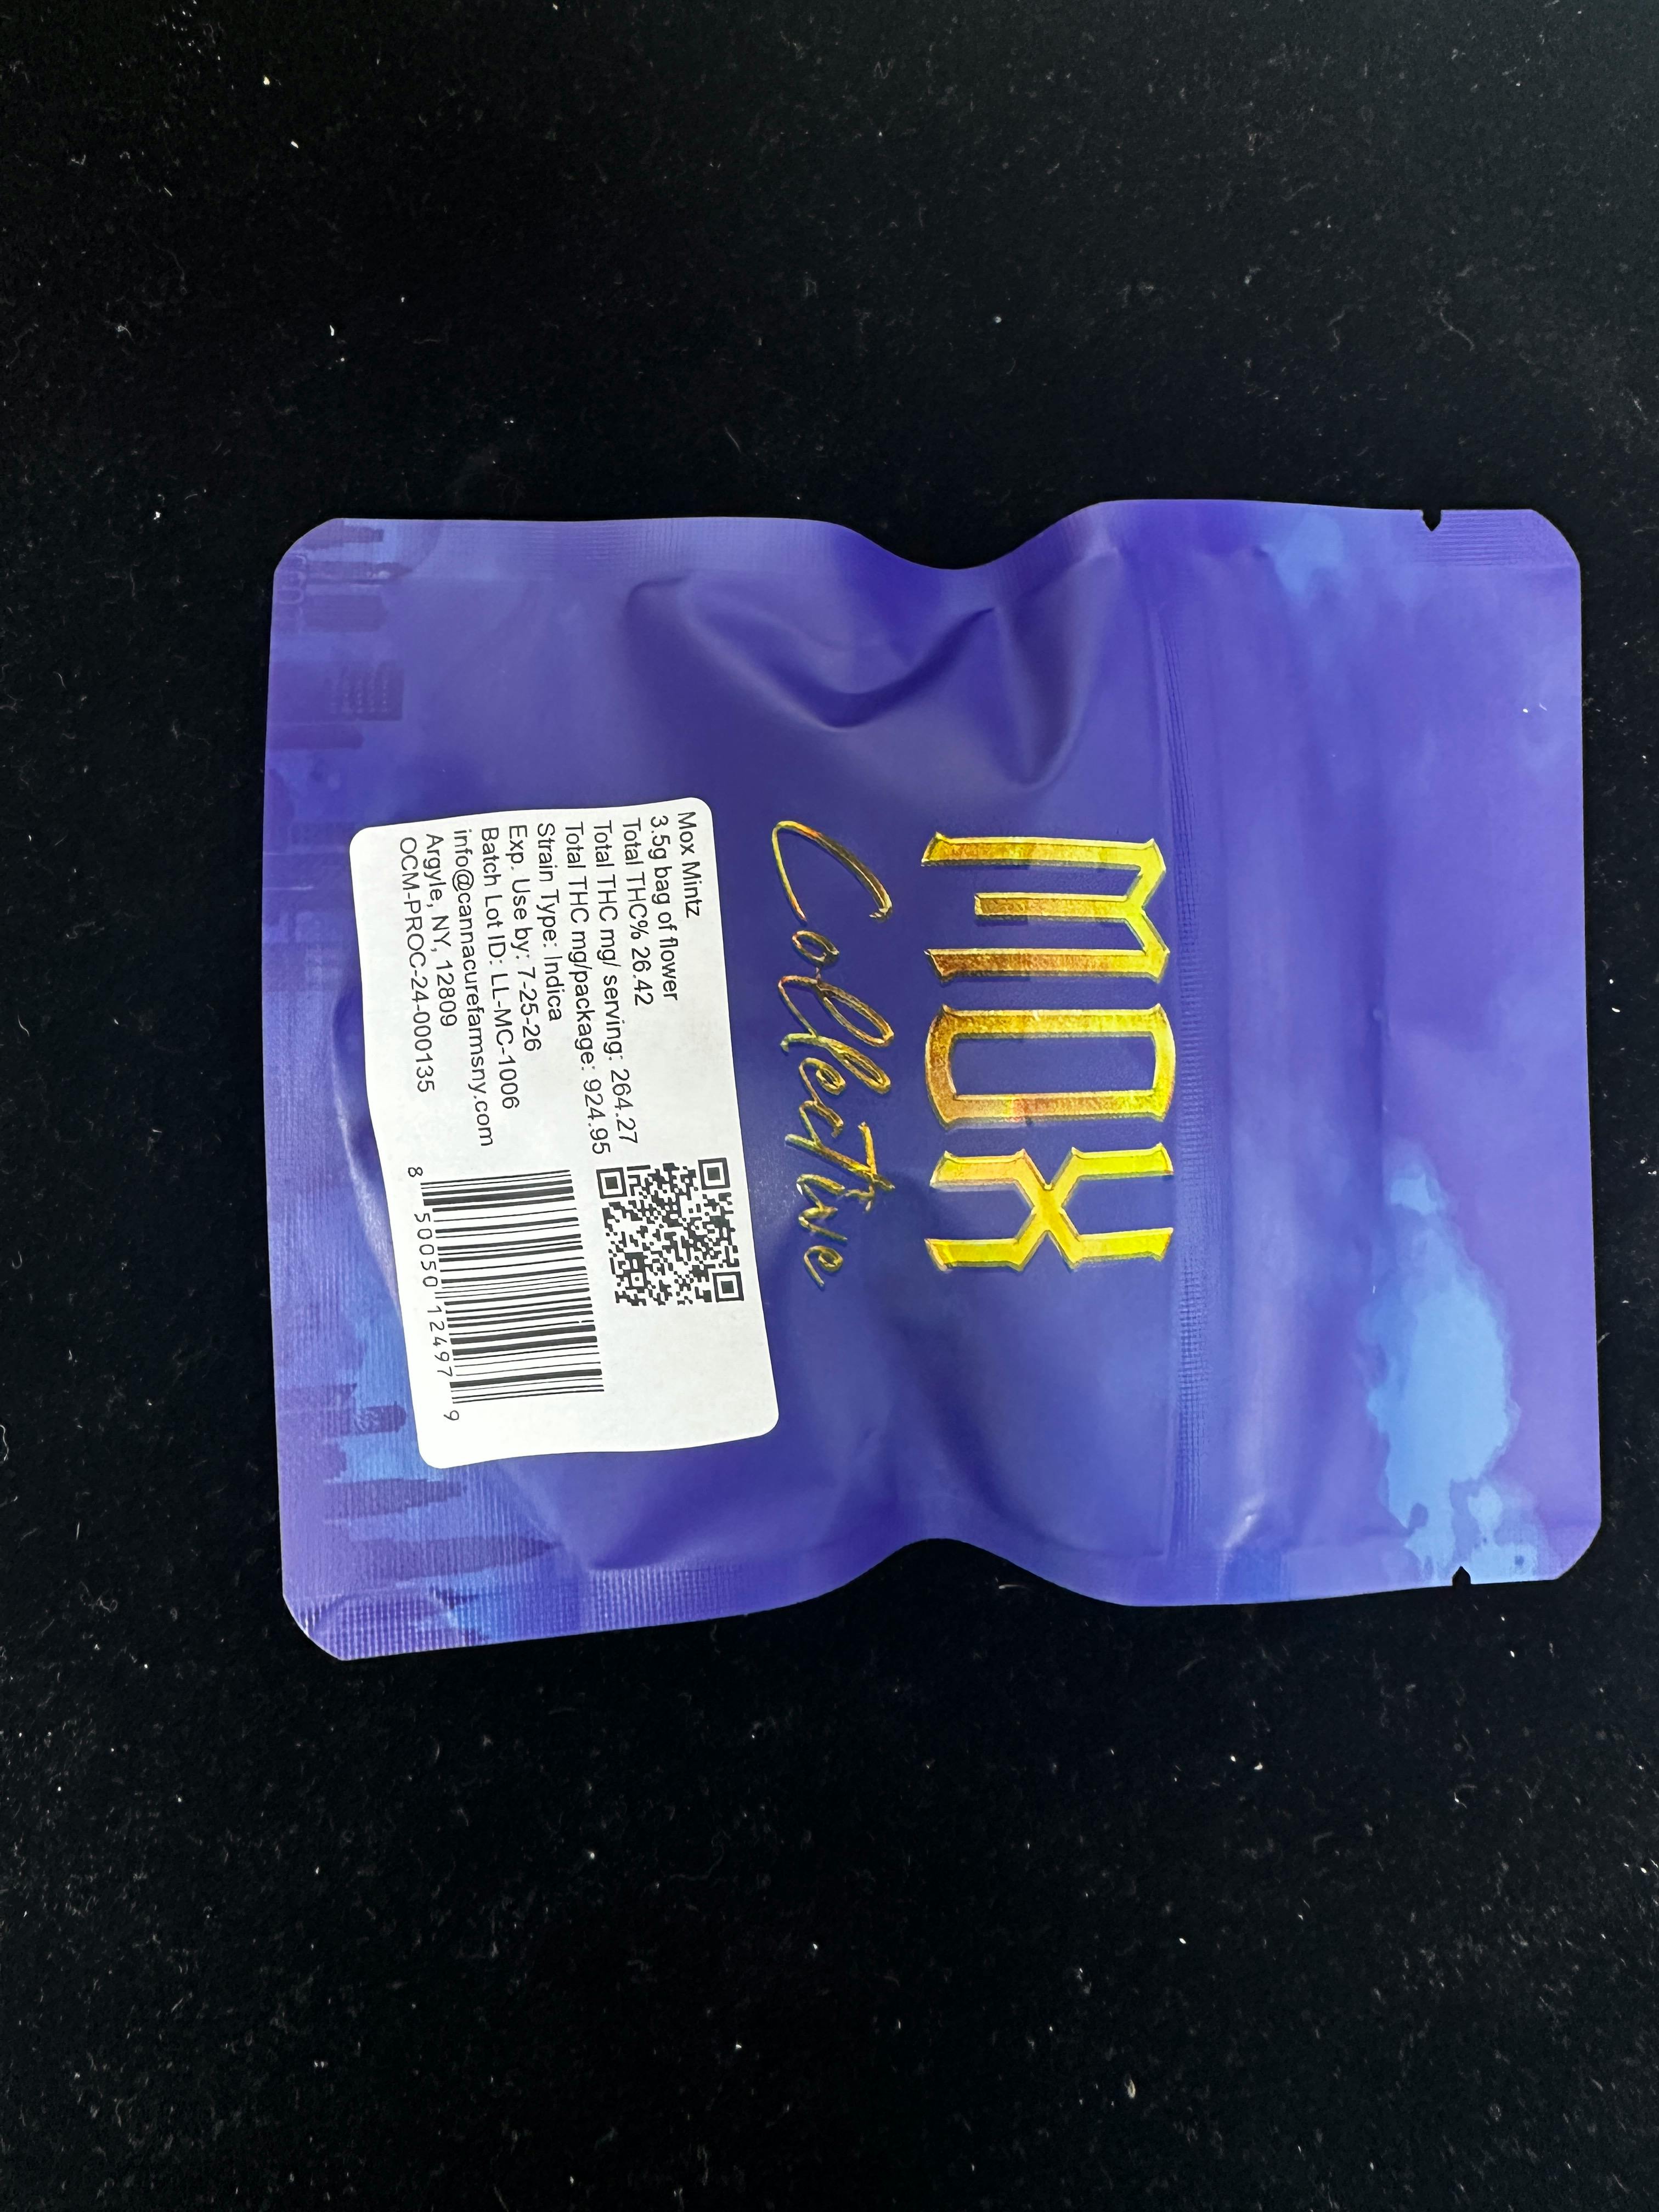 MOX
Collective
Mox Mintz
3.5g bag of flower
Total THC% 26.42
Total THC mg/ serving: 264.27
Total THC mg/package: 924.95
Strain Type: Indica
Exp. Use by: 7-25-26
Batch Lot ID: LL-MC-1006
info@cannacurefarmsny.com
Argyle, NY, 12809
OCM-PROC-24-000135
8 50050 12497 9